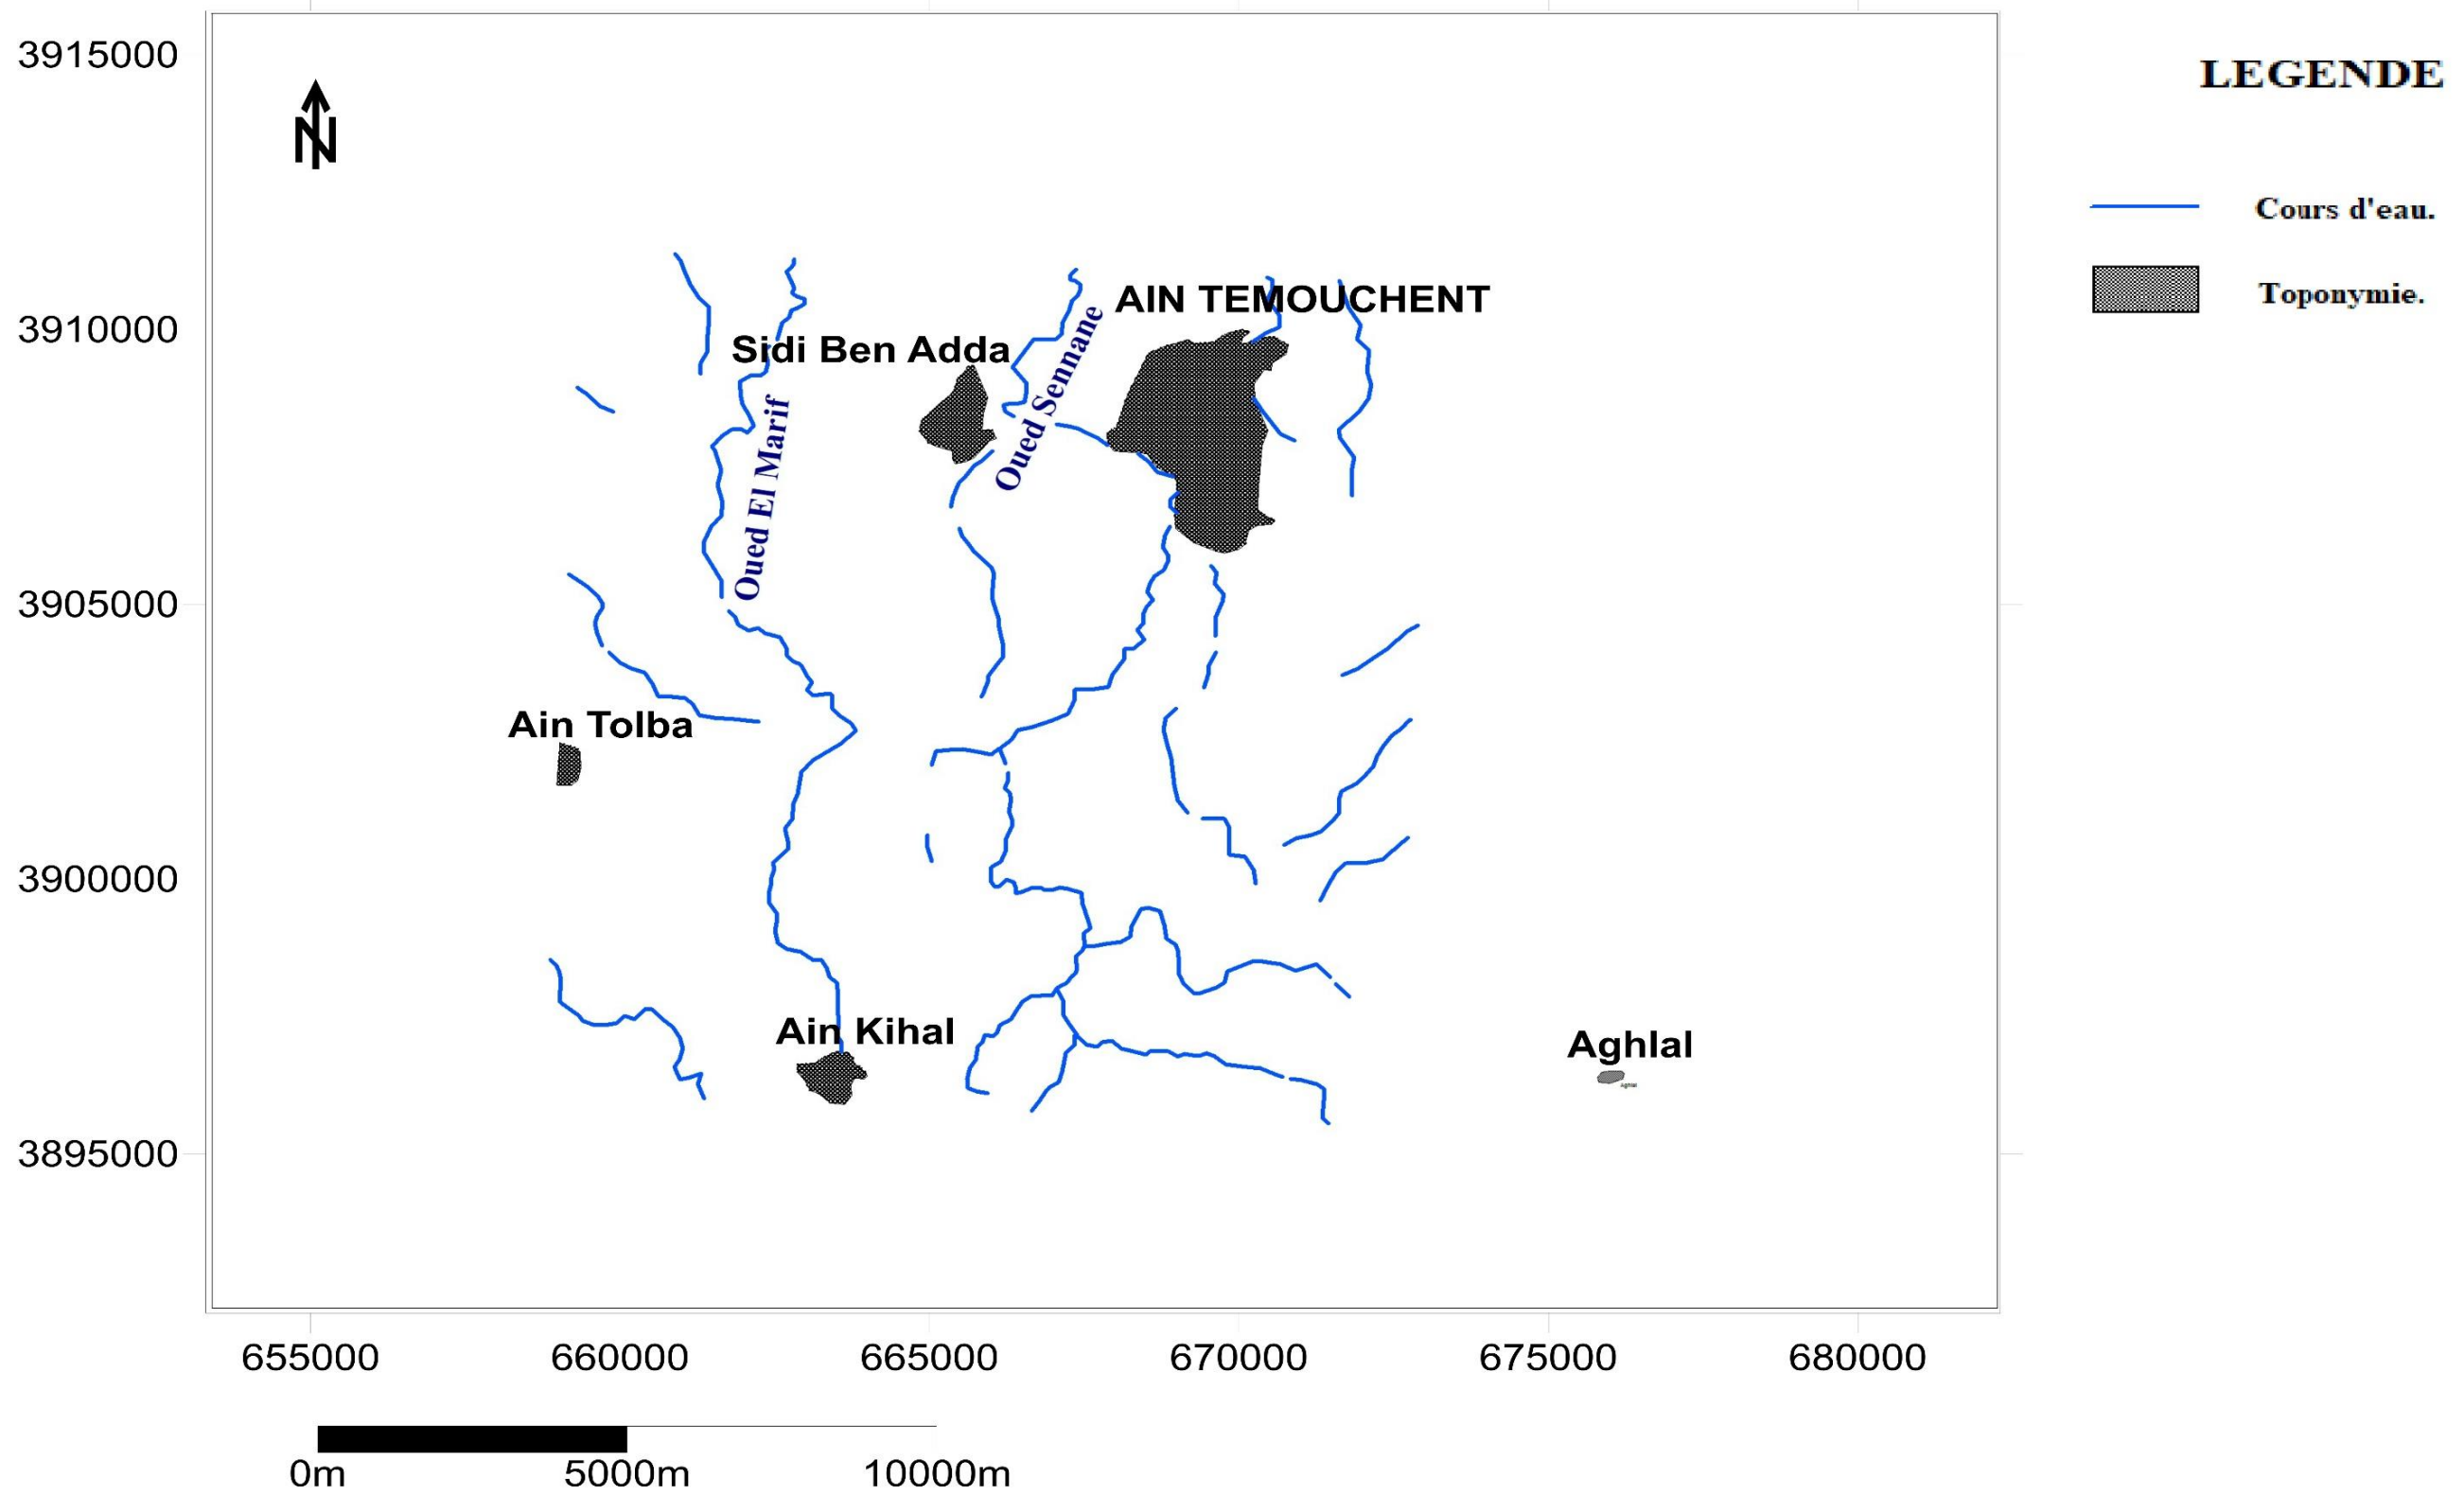 3915000
LEGENDE
N
Cours d'eau.
Toponymie.
AIN TEMOUCHENT
3910000
Sidi Ben Adda
Oued Sennane
Oued El Marif
3905000
Ain Tolba
3900000
Ain Kihal
Aghlal
Aghlal
3895000
655000 660000 665000 670000 675000 680000
0m 5000m 10000m